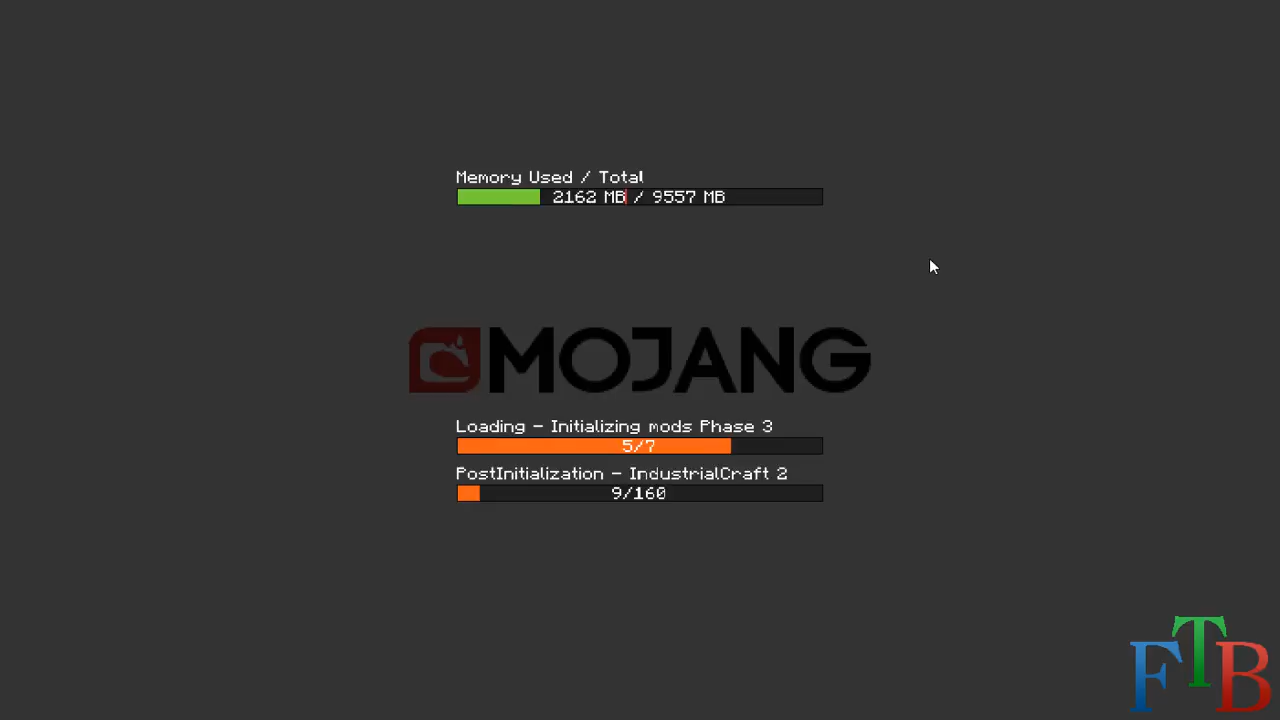 Memory Used / Total
2162 MB / 9557 MB
MOJANG
Loading - Initializing mods Phase 3
5/7
PostInitialization - IndustrialCraft 2
9/160
FTB